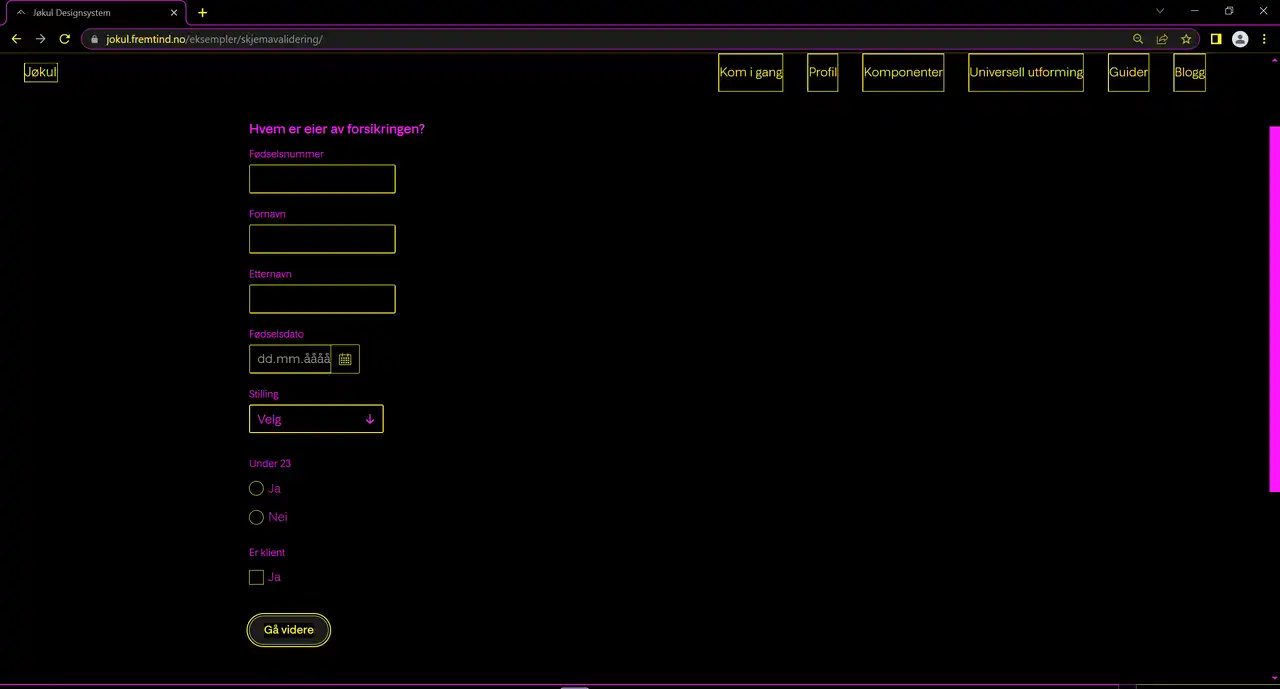 Jøkul Designsystem
jokul.fremtind.no/eksempler/skjemavalidering/
Jøkul
Kom i gang
Profil
Komponenter
Universell utforming
Guider
Blogg
Hvem er eier av forsikringen?
Fødselsnummer
Fornavn
Etternavn
Fødselsdato
dd.mm.åååå
Stilling
Velg
Under 23
Ja
Nei
Er klient
Ja
Gå videre